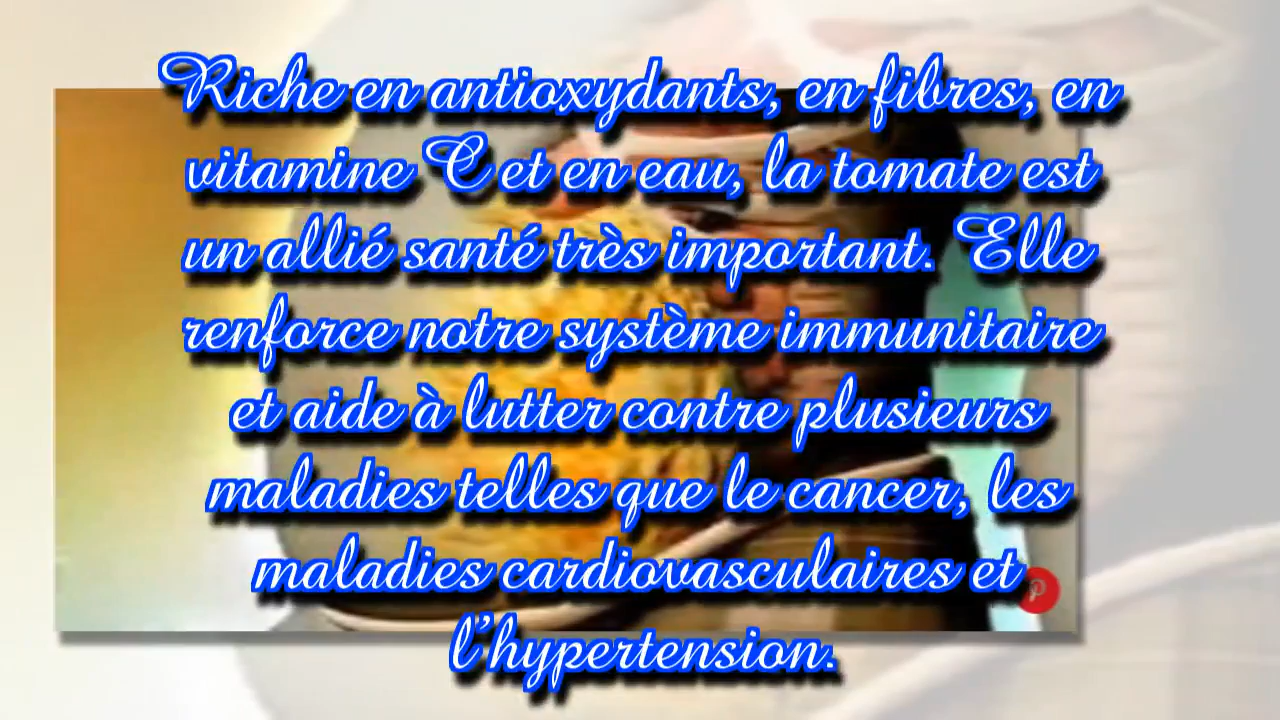 Riche en antioxydants, en fibres, en
vitamine C et en eau, la tomate est
un allié santé très important. Elle
renforce notre système immunitaire
et aide à lutter contre plusieurs
maladies telles que le cancer, les
maladies cardiovasculaires et
l'hypertension.